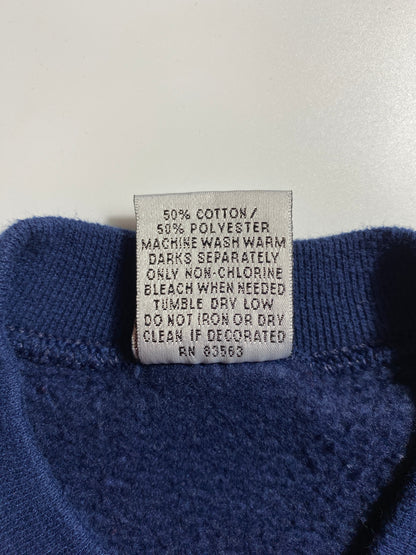 50% COTTON/
50% POLYESTER
MACHINE WASH WARM
DARKS SEPARATELY
ONLY NON-CHLORINE
BLEACH WHEN NEEDED
TUMBLE DRY LOW
DO NOT IRON OR DRY
CLEAN IF DECORATED
RN 83563